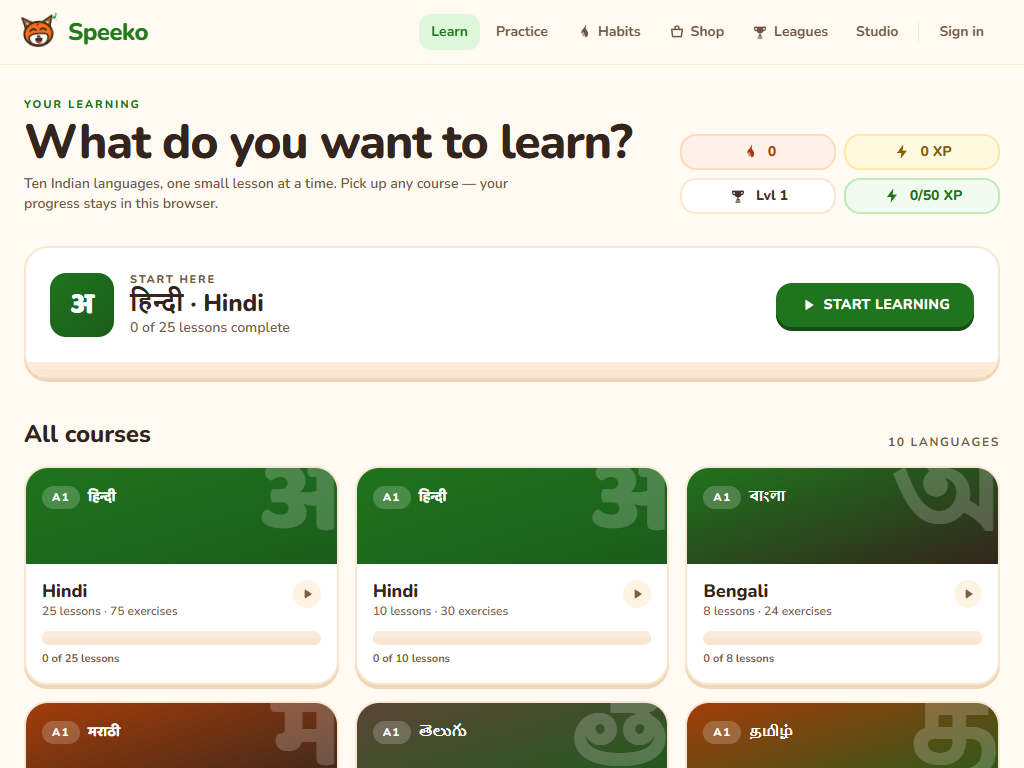 Speeko
Learn Practice Habits Shop Leagues Studio Sign in
YOUR LEARNING
What do you want to learn?
Ten Indian languages, one small lesson at a time. Pick up any course — your
progress stays in this browser.
0
0 XP
Lvl 1
0/50 XP
अ
START HERE
हिन्दी · Hindi
0 of 25 lessons complete
START LEARNING
All courses
10 LANGUAGES
A1 हिन्दी अ
Hindi
25 lessons · 75 exercises
0 of 25 lessons
A1 हिन्दी अ
Hindi
10 lessons · 30 exercises
0 of 10 lessons
A1 বাংলা অ
Bengali
8 lessons · 24 exercises
0 of 8 lessons
A1 मराठी म
A1 తెలుగు తె
A1 தமிழ் த